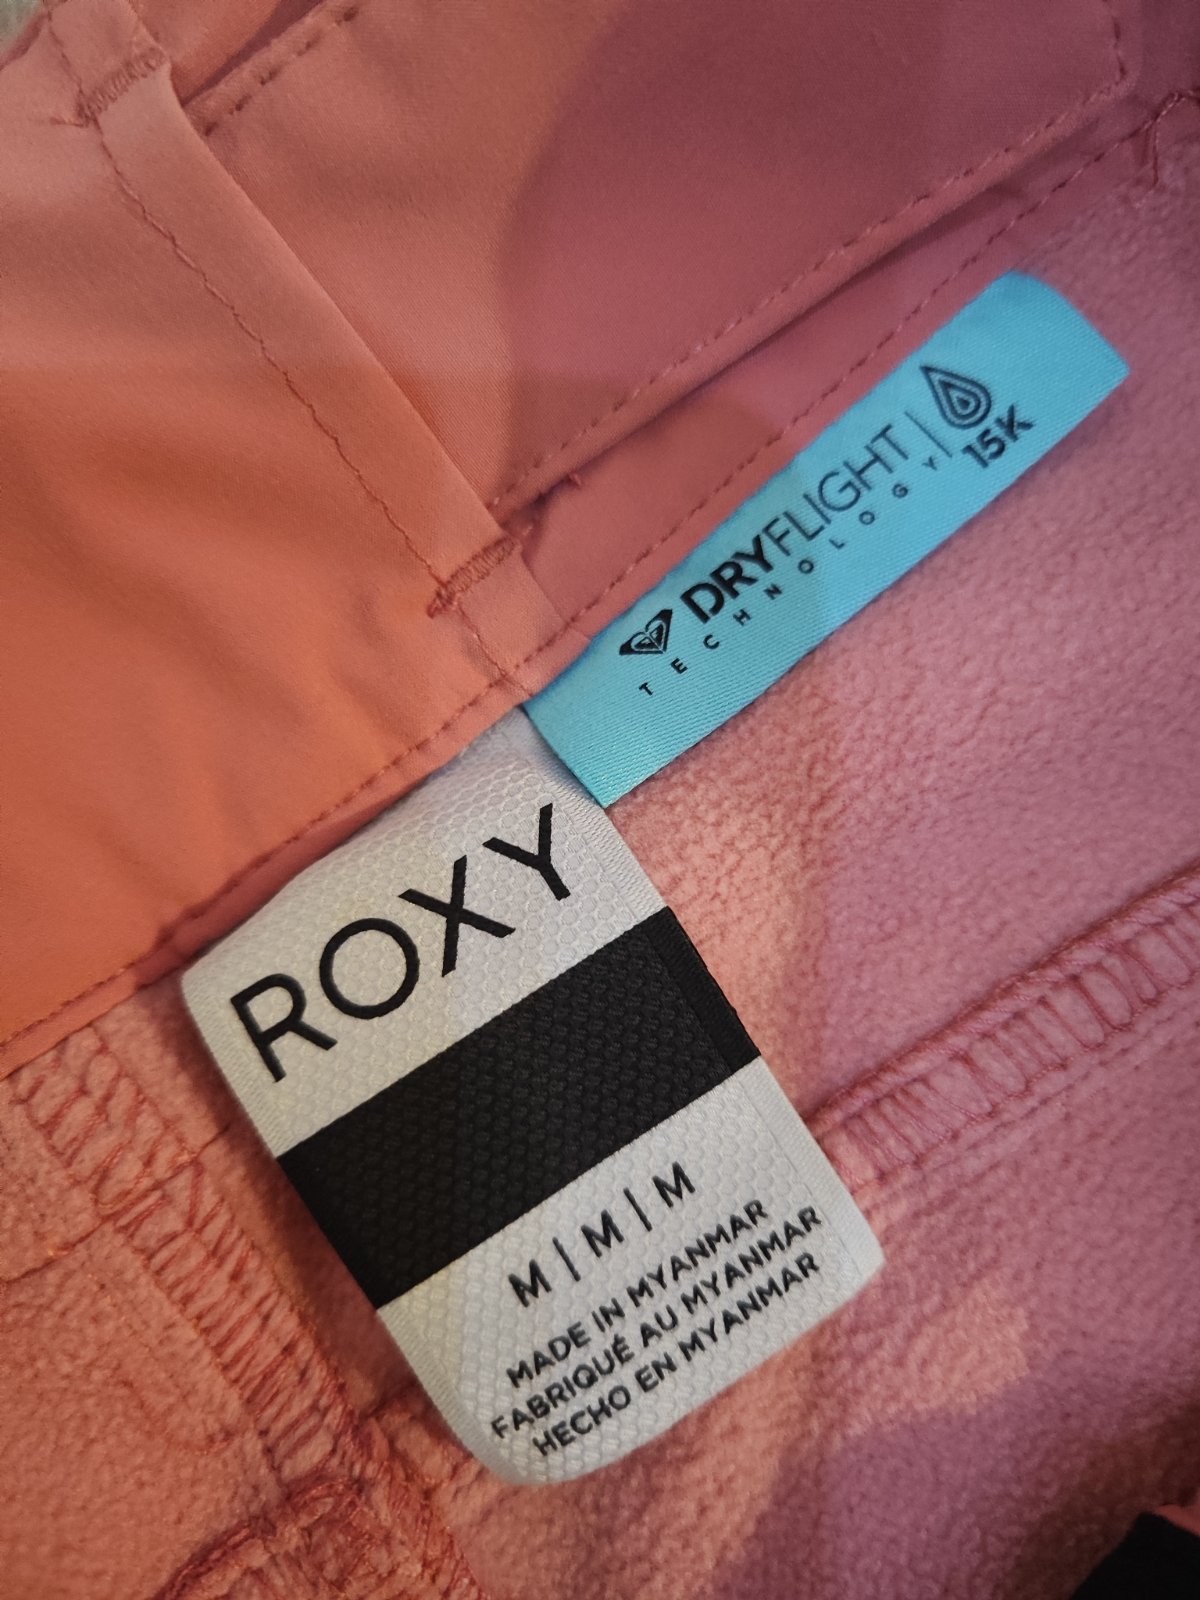 DRYFLIGHT | 15K
TECHNOLOGY
ROXY
M | M | M
MADE IN MYANMAR
FABRIQUÉ AU MYANMAR
HECHO EN MYANMAR